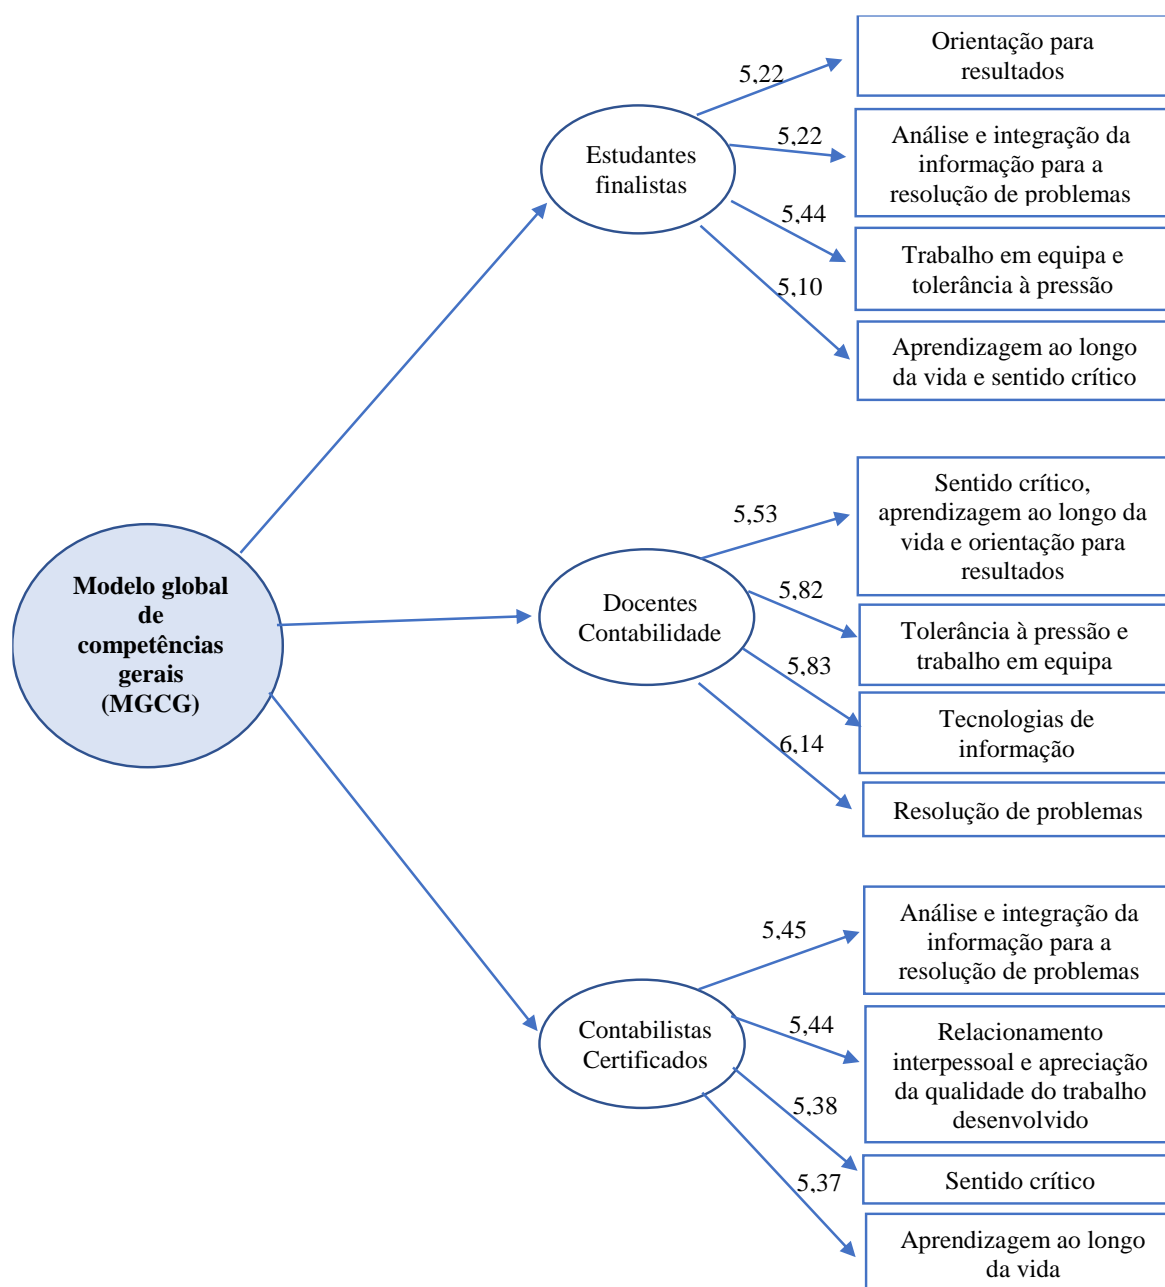 Orientação para
resultados
5,22
Estudantes
finalistas
5,22
Análise e integração da
informação para a
resolução de problemas
5,44
Trabalho em equipa e
tolerância à pressão
5,10
Aprendizagem ao longo
da vida e sentido crítico
Modelo global
de
competências
gerais
(MGCG)
Docentes
Contabilidade
5,53
Sentido crítico,
aprendizagem ao longo da
vida e orientação para
resultados
5,82
Tolerância à pressão e
trabalho em equipa
5,83
Tecnologias de
informação
6,14
Resolução de problemas
Contabilistas
Certificados
5,45
Análise e integração da
informação para a
resolução de problemas
5,44
Relacionamento
interpessoal e apreciação
da qualidade do trabalho
desenvolvido
5,38
Sentido crítico
5,37
Aprendizagem ao longo
da vida